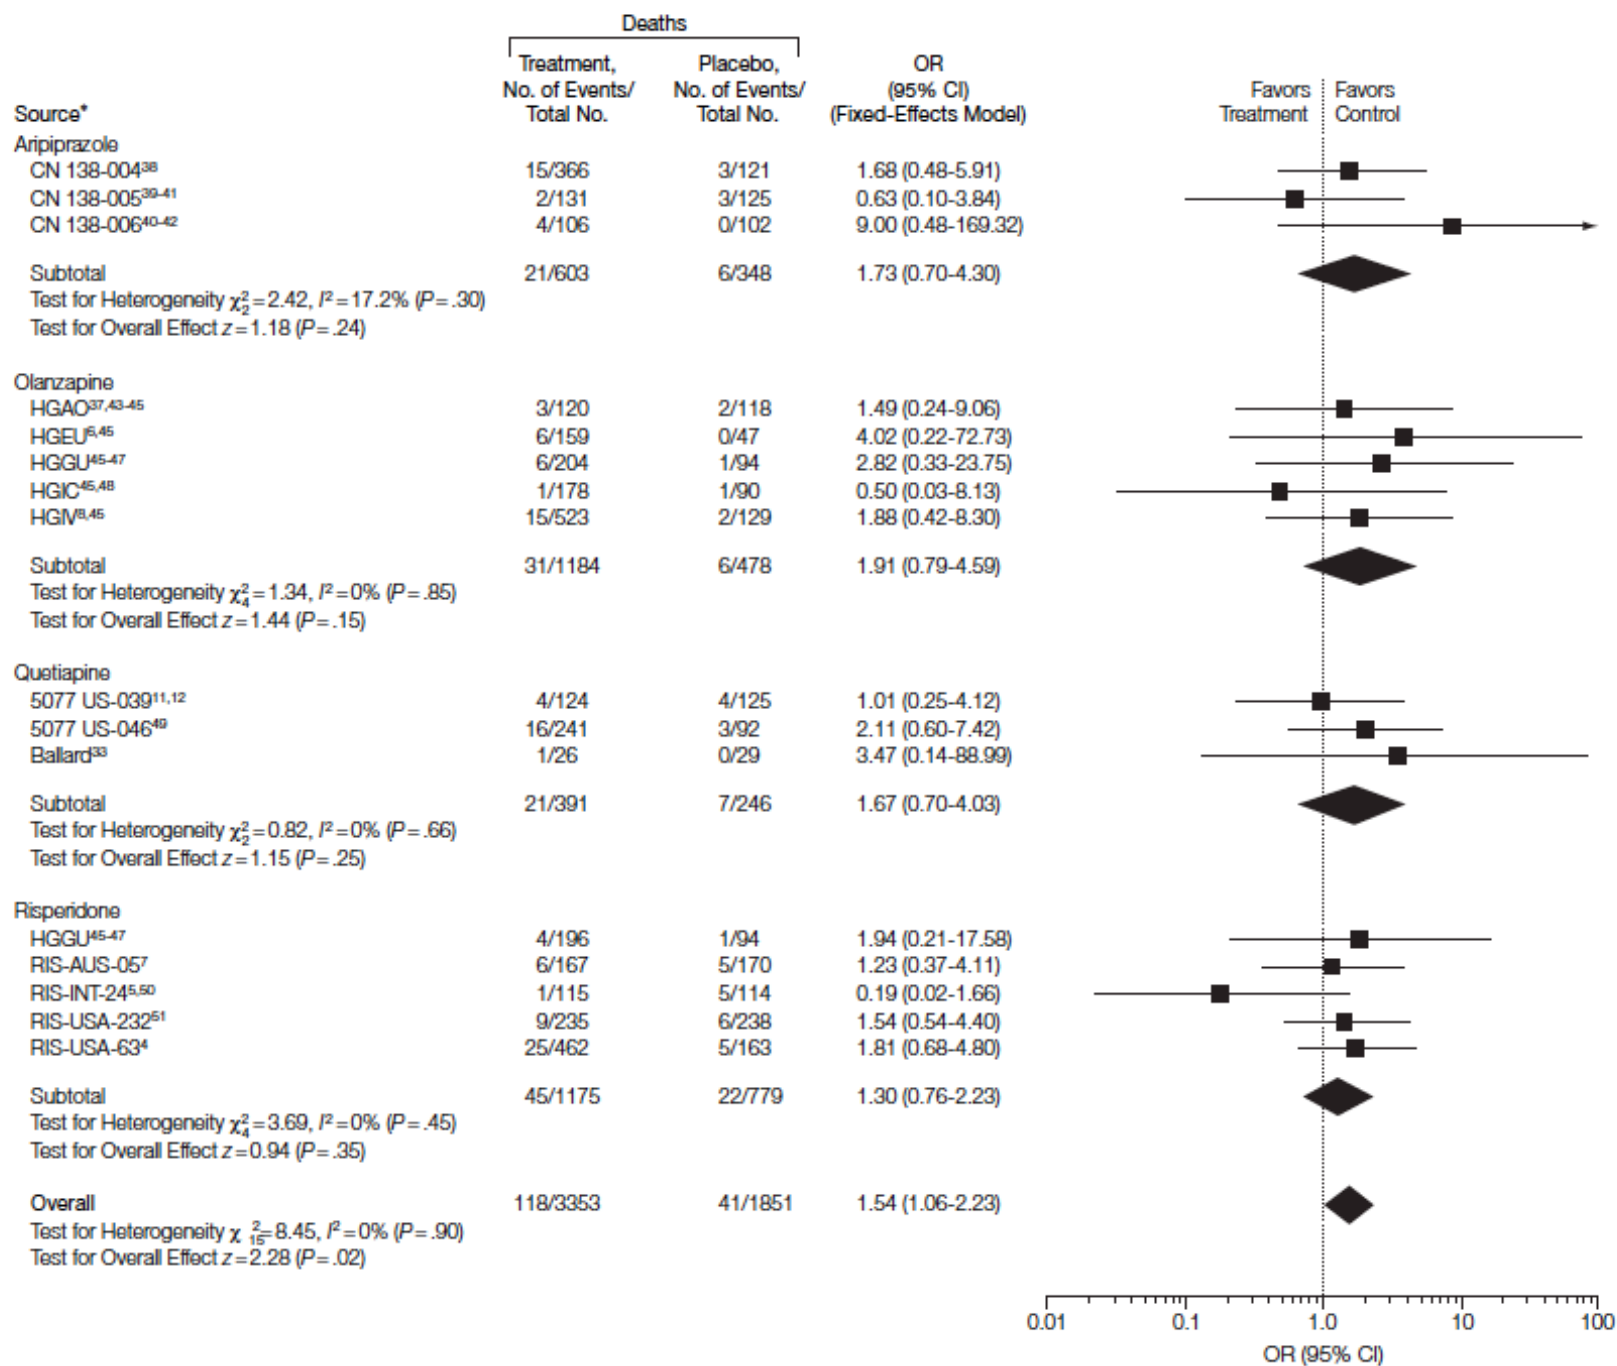 Deaths
Treatment, No. of Events/ Total No.
Placebo, No. of Events/ Total No.
OR (95% CI) (Fixed-Effects Model)
Favors Treatment
Favors Control
Source*
Aripiprazole
CN 138-004³⁸ 15/366 3/121 1.68 (0.48-5.91)
CN 138-005³⁹⁻⁴¹ 2/131 3/125 0.63 (0.10-3.84)
CN 138-006⁴⁰⁻⁴² 4/106 0/102 9.00 (0.48-169.32)
Subtotal 21/603 6/348 1.73 (0.70-4.30)
Test for Heterogeneity χ²₂=2.42, I²=17.2% (P=.30)
Test for Overall Effect z=1.18 (P=.24)
Olanzapine
HGAO³⁷,⁴³⁻⁴⁵ 3/120 2/118 1.49 (0.24-9.06)
HGEU⁶,⁴⁵ 6/159 0/47 4.02 (0.22-72.73)
HGGU⁴⁵⁻⁴⁷ 6/204 1/94 2.82 (0.33-23.75)
HGIC⁴⁵,⁴⁸ 1/178 1/90 0.50 (0.03-8.13)
HGIV⁸,⁴⁵ 15/523 2/129 1.88 (0.42-8.30)
Subtotal 31/1184 6/478 1.91 (0.79-4.59)
Test for Heterogeneity χ²₄=1.34, I²=0% (P=.85)
Test for Overall Effect z=1.44 (P=.15)
Quetiapine
5077 US-039¹¹,¹² 4/124 4/125 1.01 (0.25-4.12)
5077 US-046⁴⁹ 16/241 3/92 2.11 (0.60-7.42)
Ballard³³ 1/26 0/29 3.47 (0.14-88.99)
Subtotal 21/391 7/246 1.67 (0.70-4.03)
Test for Heterogeneity χ²₂=0.82, I²=0% (P=.66)
Test for Overall Effect z=1.15 (P=.25)
Risperidone
HGGU⁴⁵⁻⁴⁷ 4/196 1/94 1.94 (0.21-17.58)
RIS-AUS-05⁷ 6/167 5/170 1.23 (0.37-4.11)
RIS-INT-24⁵,⁵⁰ 1/115 5/114 0.19 (0.02-1.66)
RIS-USA-232⁵¹ 9/235 6/238 1.54 (0.54-4.40)
RIS-USA-63⁴ 25/462 5/163 1.81 (0.68-4.80)
Subtotal 45/1175 22/779 1.30 (0.76-2.23)
Test for Heterogeneity χ²₄=3.69, I²=0% (P=.45)
Test for Overall Effect z=0.94 (P=.35)
Overall 118/3353 41/1851 1.54 (1.06-2.23)
Test for Heterogeneity χ²₁₅=8.45, I²=0% (P=.90)
Test for Overall Effect z=2.28 (P=.02)
0.01 0.1 1.0 10 100
OR (95% CI)